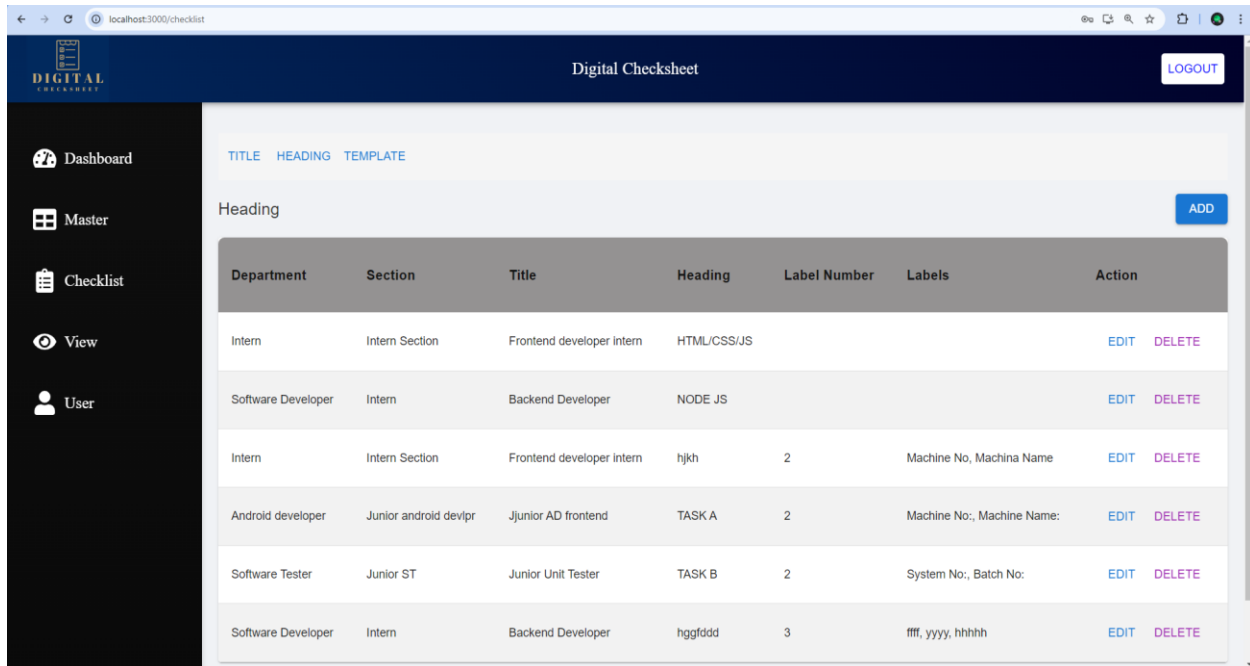 localhost:3000/checklist
DIGITAL
CHECKSHEET
Digital Checksheet
LOGOUT
Dashboard
Master
Checklist
View
User
TITLE HEADING TEMPLATE
Heading
ADD
Department Section Title Heading Label Number Labels Action
Intern Intern Section Frontend developer intern HTML/CSS/JS EDIT DELETE
Software Developer Intern Backend Developer NODE JS EDIT DELETE
Intern Intern Section Frontend developer intern hjkh 2 Machine No, Machina Name EDIT DELETE
Android developer Junior android devlpr Jjunior AD frontend TASK A 2 Machine No:, Machine Name: EDIT DELETE
Software Tester Junior ST Junior Unit Tester TASK B 2 System No:, Batch No: EDIT DELETE
Software Developer Intern Backend Developer hggfddd 3 ffff, yyyy, hhhhh EDIT DELETE